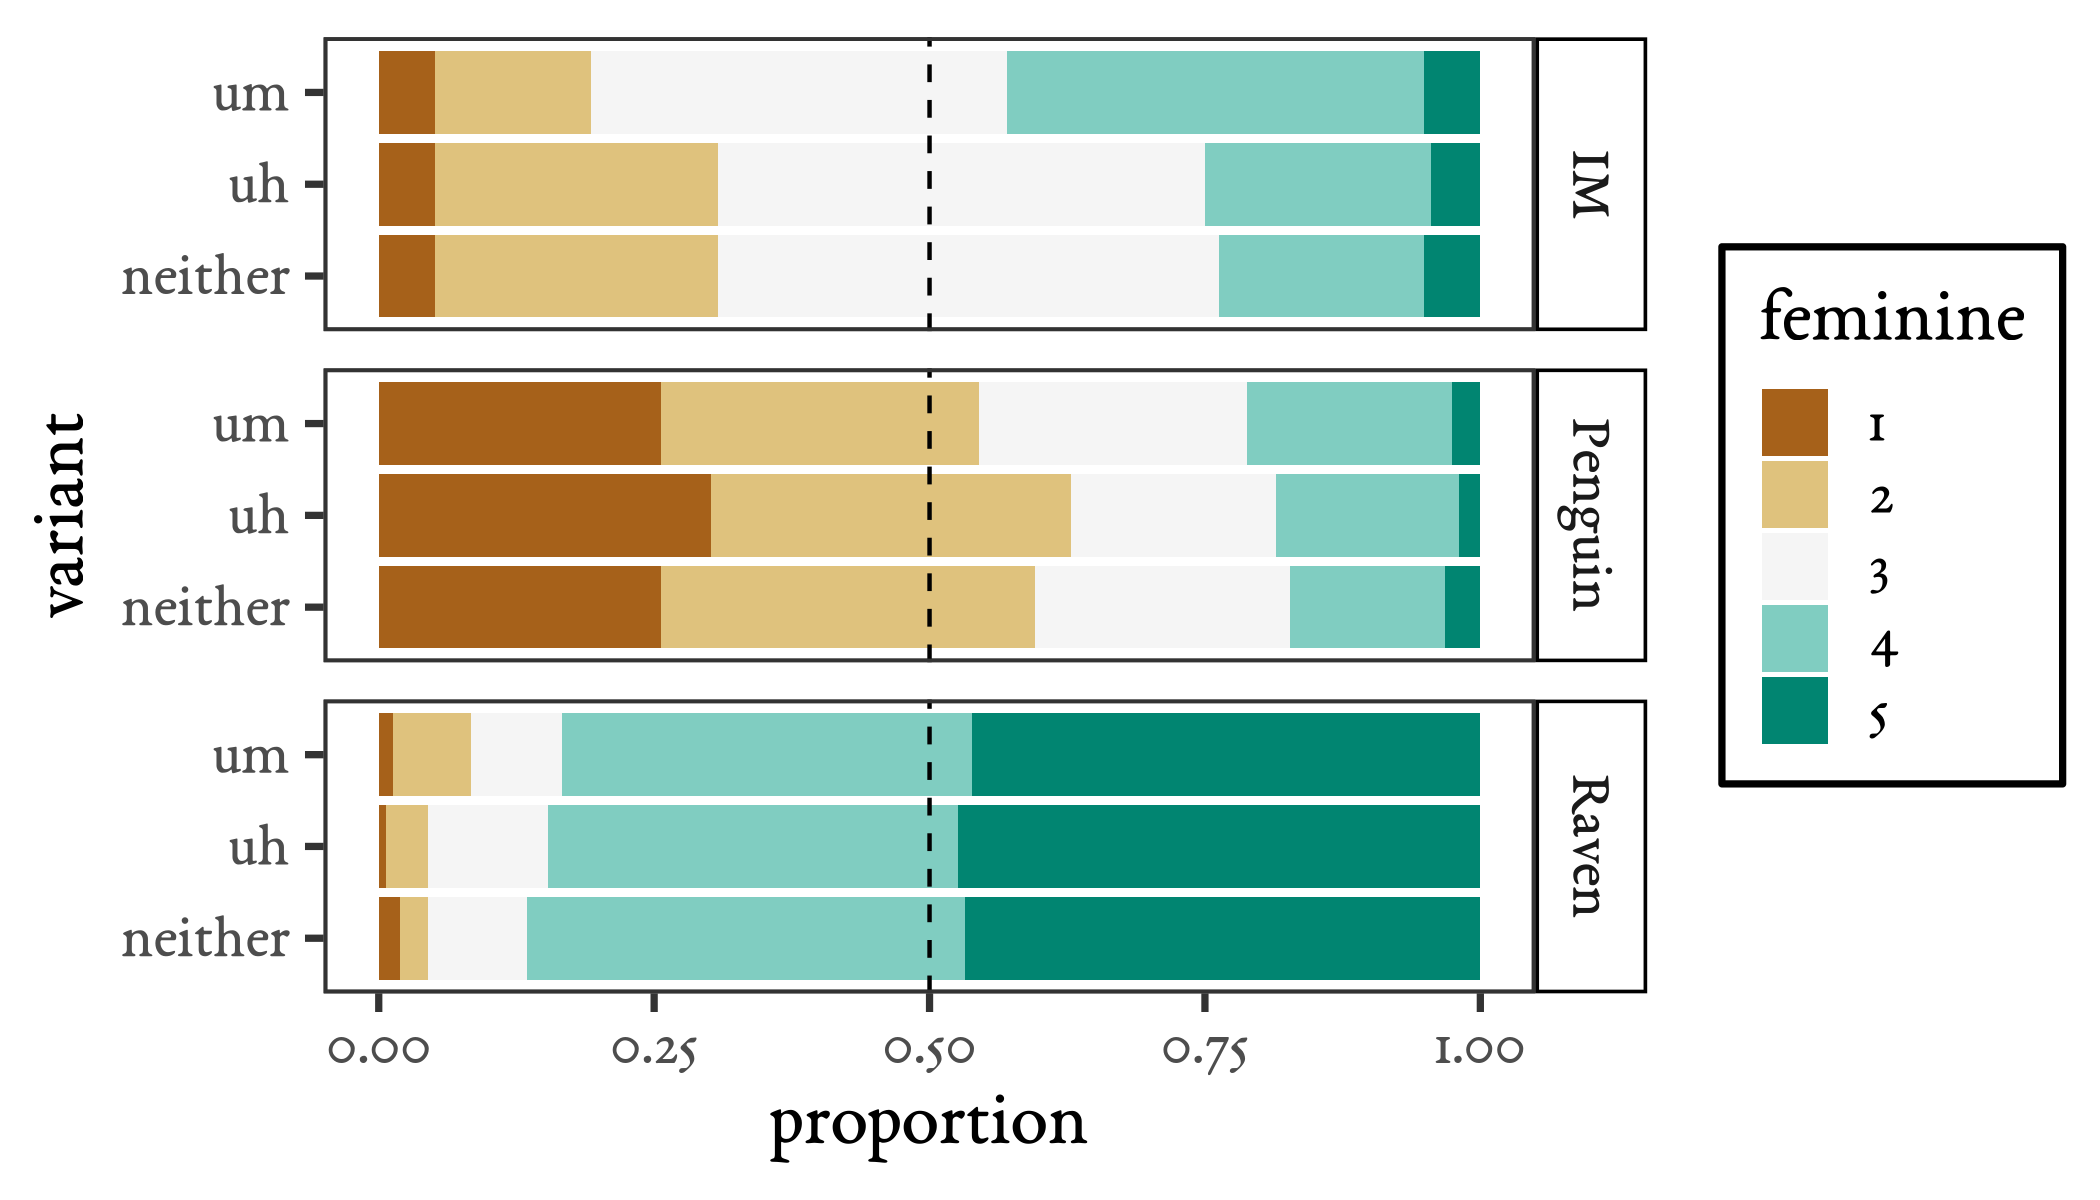 um
uh
neither
IM
um
uh
neither
Penguin
um
uh
neither
Raven
variant
0.00 0.25 0.50 0.75 1.00
proportion
feminine
1
2
3
4
5